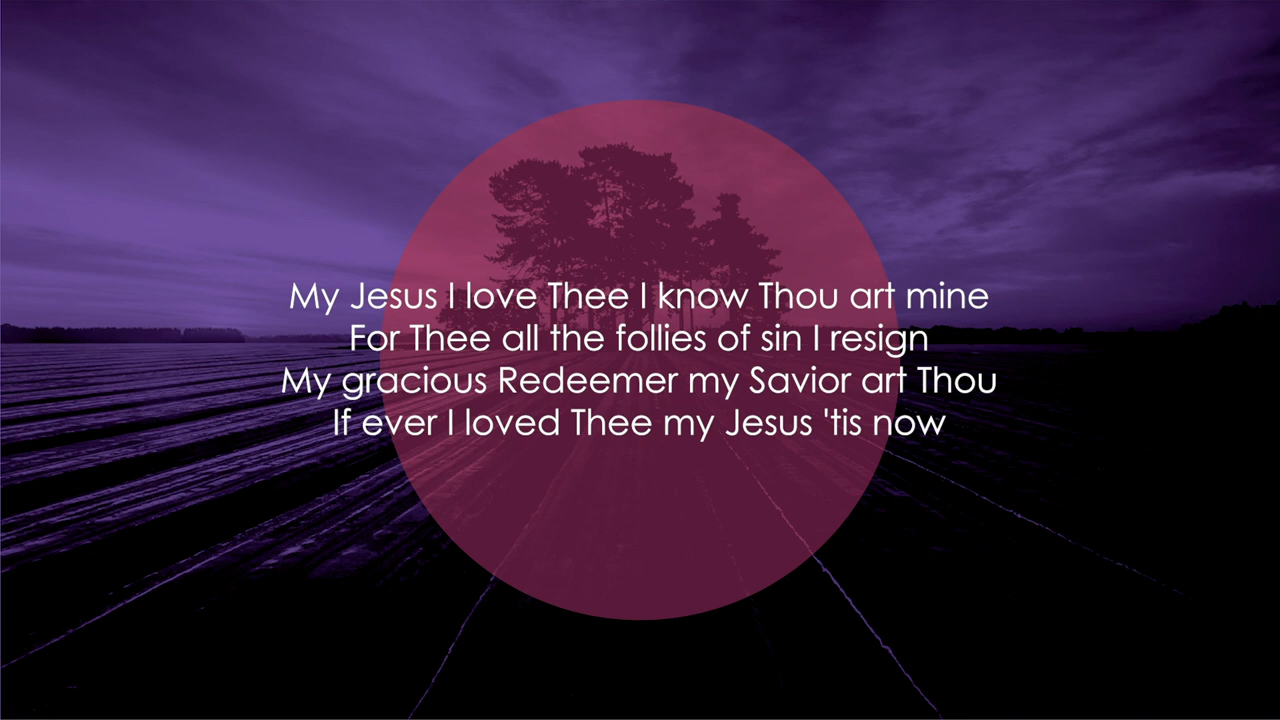 My Jesus I love Thee I know Thou art mine
For Thee all the follies of sin I resign
My gracious Redeemer my Savior art Thou
If ever I loved Thee my Jesus 'tis now